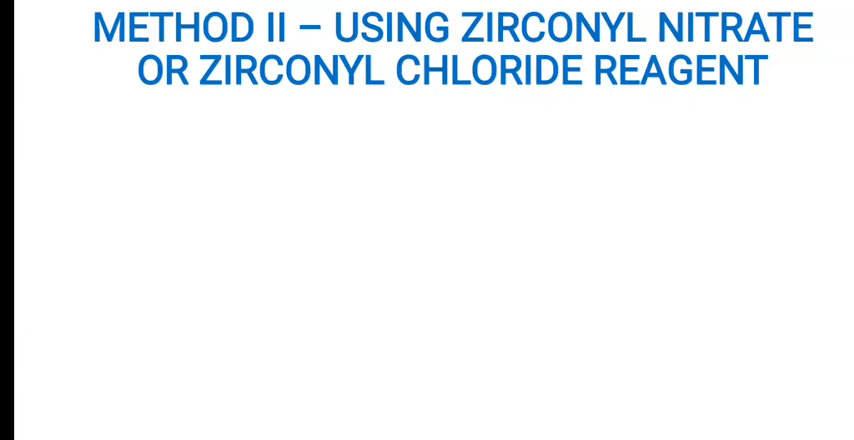 METHOD II – USING ZIRCONYL NITRATE
OR ZIRCONYL CHLORIDE REAGENT